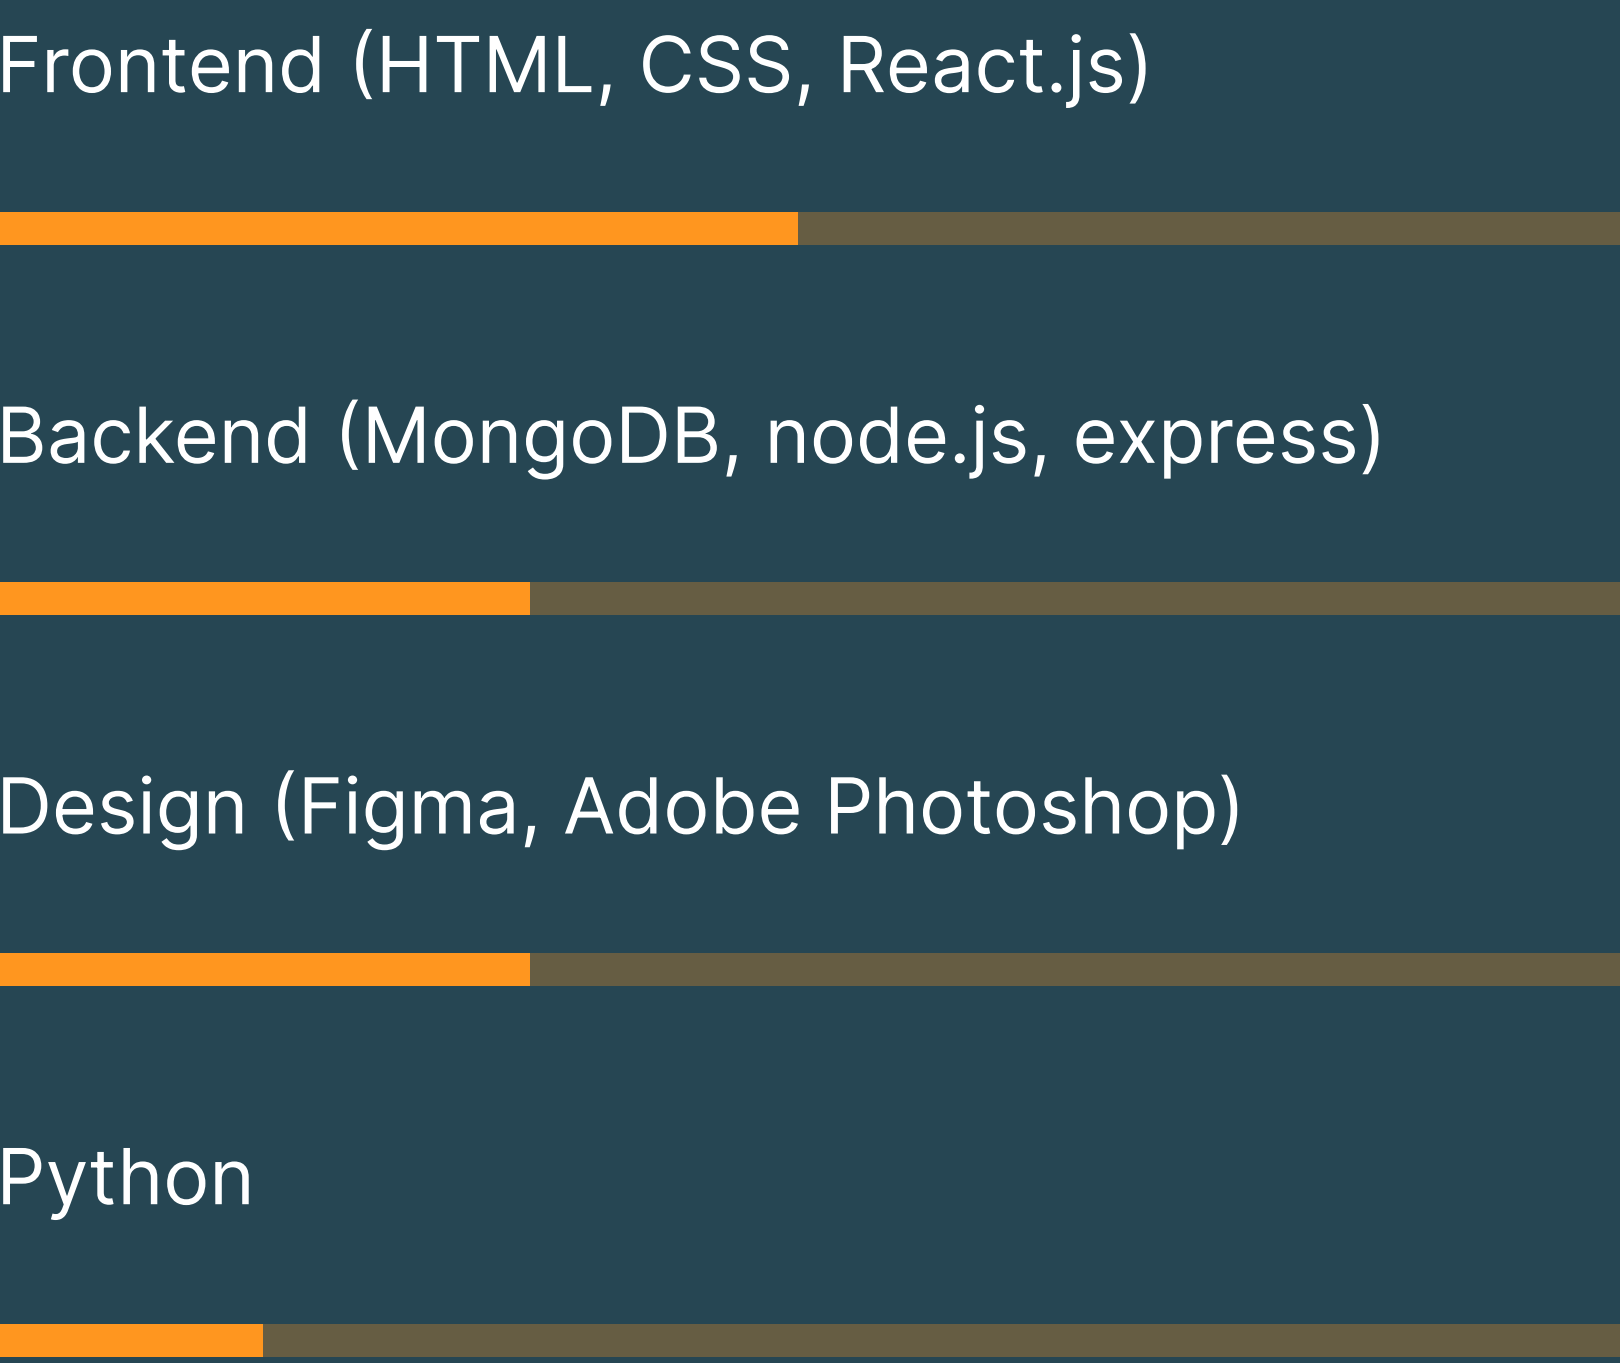 Frontend (HTML, CSS, React.js)
Backend (MongoDB, node.js, express)
Design (Figma, Adobe Photoshop)
Python